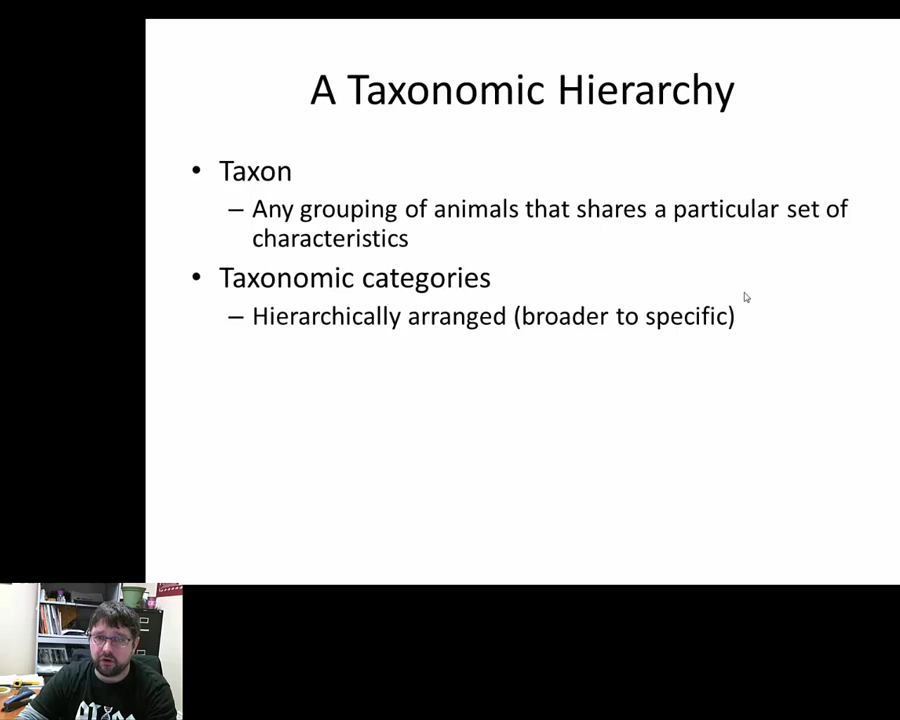 A Taxonomic Hierarchy
• Taxon
– Any grouping of animals that shares a particular set of
characteristics
• Taxonomic categories
– Hierarchically arranged (broader to specific)